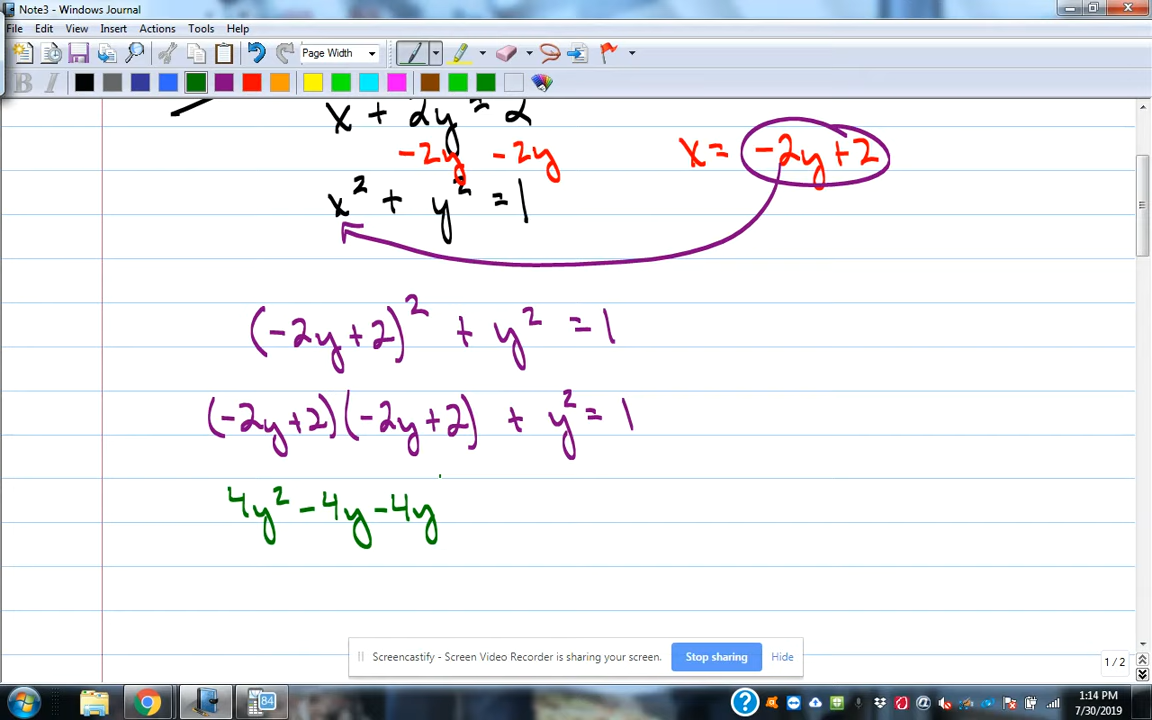 Note3 - Windows Journal
File Edit View Insert Actions Tools Help
Page Width
B I
x + 2y = 2
-2y -2y
x = -2y+2
x² + y² = 1
(-2y+2)² + y² = 1
(-2y+2)(-2y+2) + y² = 1
4y² - 4y - 4y
Screencastify - Screen Video Recorder is sharing your screen. Stop sharing Hide
1 / 2
84
1:14 PM
7/30/2019